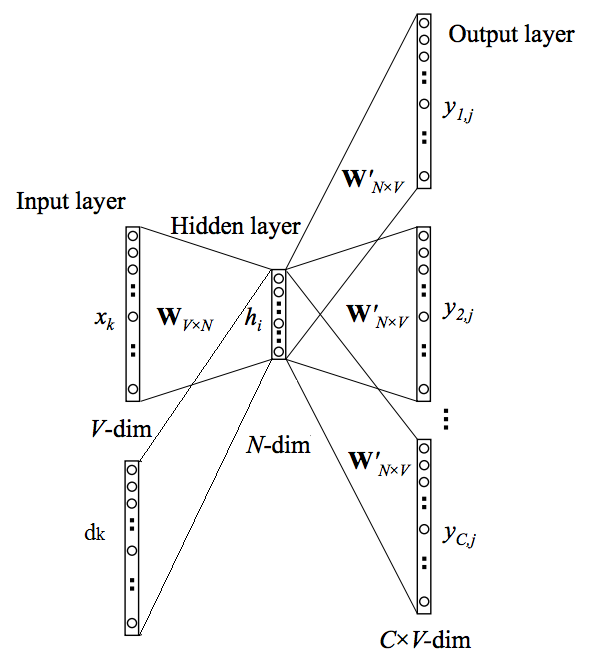 Output layer
y1,j
W'N×V
Input layer
Hidden layer
xk
WV×N
hi
W'N×V
y2,j
V-dim
N-dim
W'N×V
dk
yC,j
C×V-dim